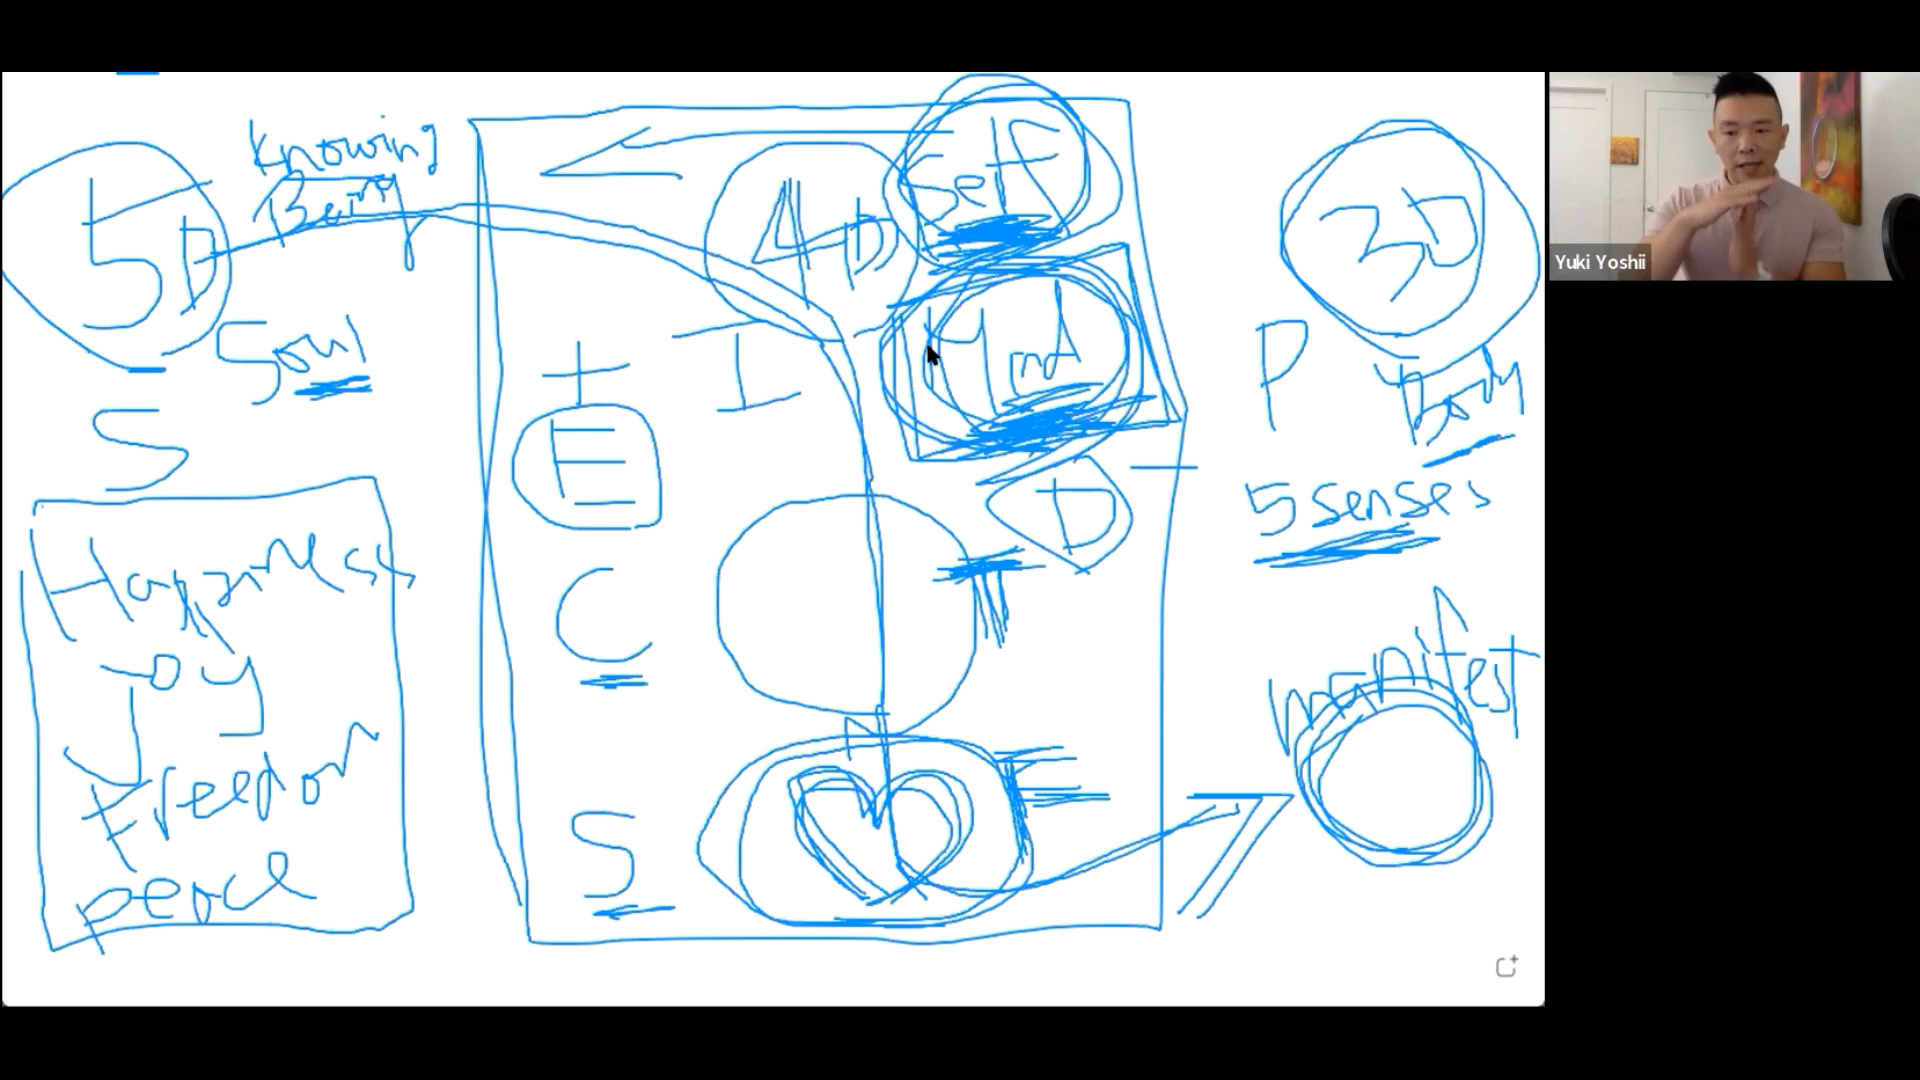 Knowing
Being
5D
Soul
S
Happiness
Joy
Freedom
peace
Self
4D
Mind
+
I
E
D
-
C
T
N
S
E
3D
P
Body
5 senses
manifest
Yuki Yoshii